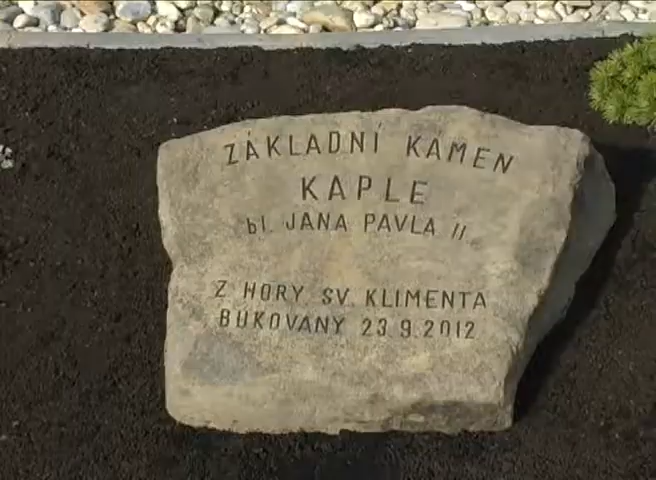 ZÁKLADNÍ KÁMEN
KAPLE
bl. JANA PAVLA II.
Z HORY SV. KLIMENTA
BUKOVANY 23.9.2012